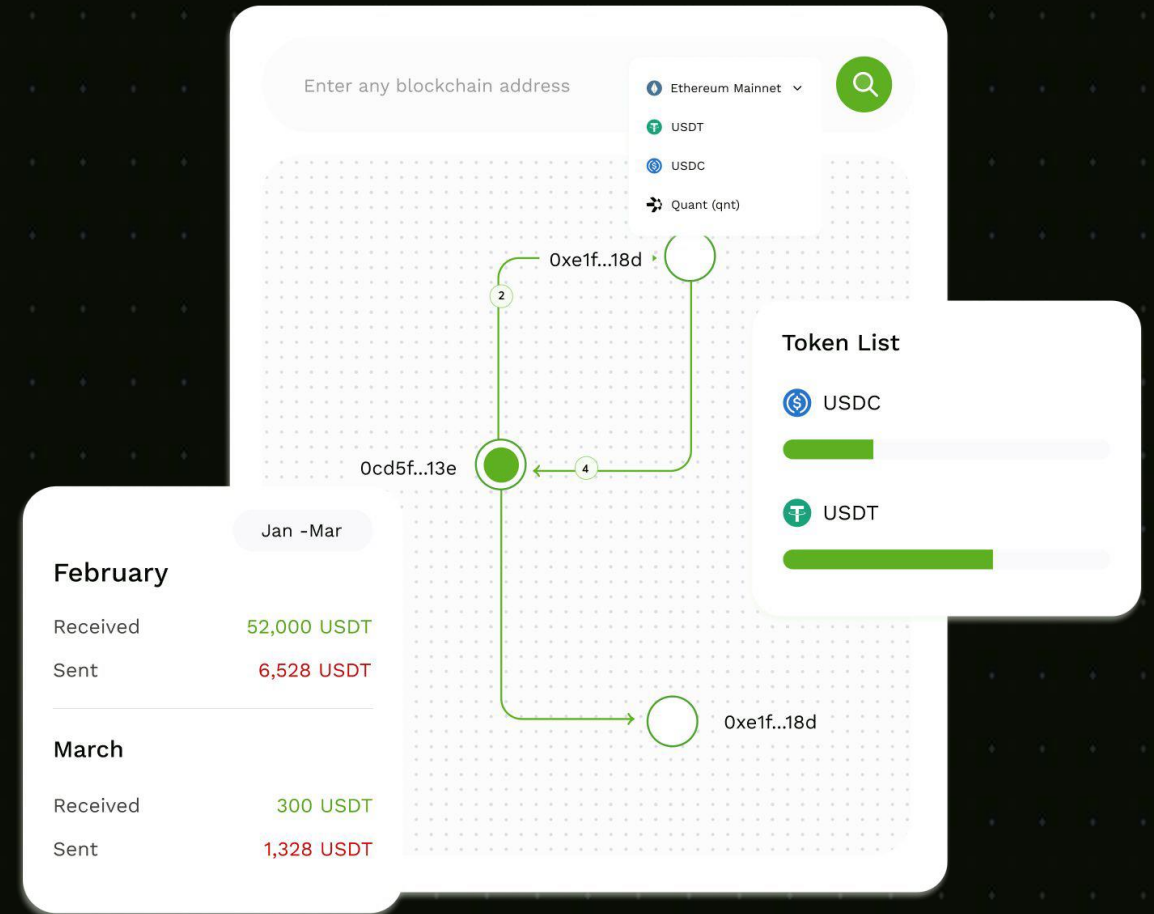 Enter any blockchain address
Ethereum Mainnet
USDT
USDC
Quant (qnt)
0xe1f...18d
2
Token List
USDC
USDT
0cd5f...13e
4
Jan -Mar
February
Received 52,000 USDT
Sent 6,528 USDT
March
Received 300 USDT
Sent 1,328 USDT
0xe1f...18d